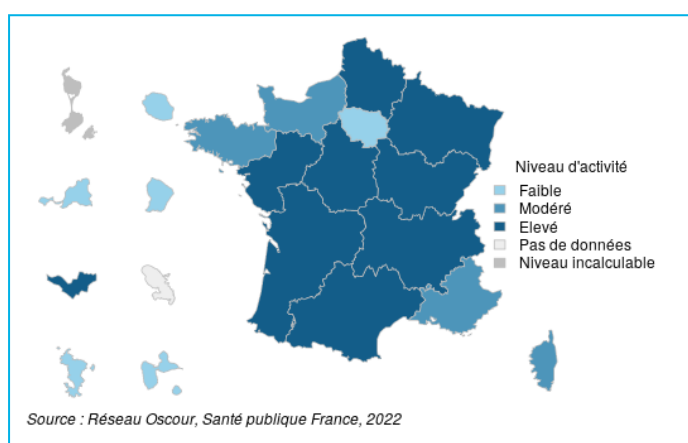 Niveau d'activité
Faible
Modéré
Elevé
Pas de données
Niveau incalculable
Source : Réseau Oscour, Santé publique France, 2022